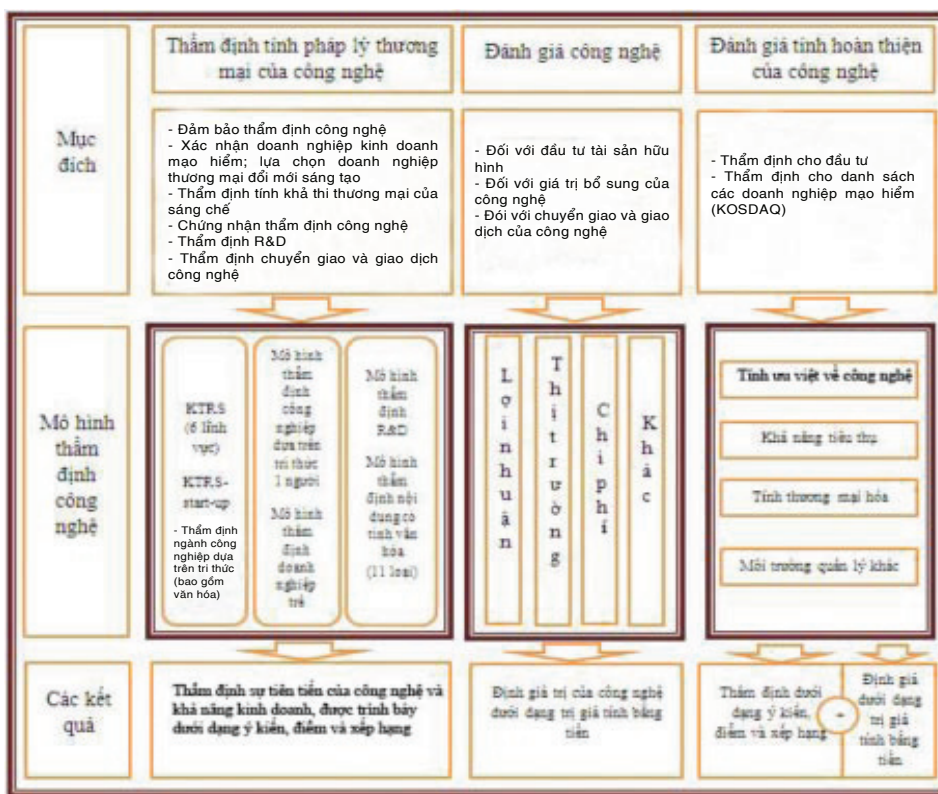 Thẩm định tính pháp lý thương
mại của công nghệ
Đánh giá công nghệ
Đánh giá tính hoàn thiện
của công nghệ
Mục
đích
- Đảm bảo thẩm định công nghệ
- Xác nhận doanh nghiệp kinh doanh
mạo hiểm; lựa chọn doanh nghiệp
thương mại đổi mới sáng tạo
- Thẩm định tính khả thi thương mại của
sáng chế
- Chứng nhận thẩm định công nghệ
- Thẩm định R&D
- Thẩm định chuyển giao và giao dịch
công nghệ
- Đối với đầu tư tài sản hữu
hình
- Đối với giá trị bổ sung của
công nghệ
- Đói với chuyển giao và giao
dịch của công nghệ
- Thẩm định cho đầu tư
- Thẩm định cho danh sách
các doanh nghiệp mạo hiểm
(KOSDAQ)
Mô hình
thẩm
định
công
nghệ
KTRS
(6 lĩnh
vực)
KTRS-
start-up
- Thẩm định
ngành công
nghiệp dựa
trên tri thức
(bao gồm
văn hóa)
Mô hình
thẩm
định
công
nghiệp
dựa trên
tri thức
1 người
Mô hình
thẩm
định
doanh
nghiệp
trẻ
Mô hình
thẩm
định
R&D
Mô hình
thẩm
định nội
dung có
tính văn
hóa
(11 loại)
Lợi nhuận
Thị trường
Chi phí
Khác
Tính ưu việt về công nghệ
Khả năng tiêu thụ
Tính thương mại hóa
Môi trường quản lý khác
Các kết
quả
Thẩm định sự tiên tiến của công nghệ và
khả năng kinh doanh, được trình bày
dưới dạng ý kiến, điểm và xếp hạng
Định giá trị của công nghệ
dưới dạng trị giá tính bằng
tiền
Thẩm định dưới
dạng ý kiến,
điểm và xếp hạng
Định giá
dưới dạng
trị giá
tính bằng
tiền